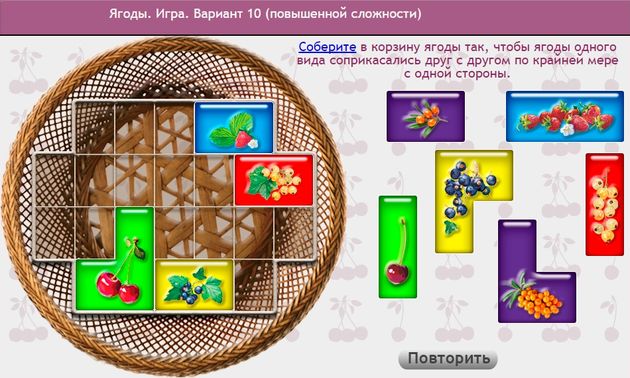 Ягоды. Игра. Вариант 10 (повышенной сложности)
Соберите в корзину ягоды так, чтобы ягоды одного
вида соприкасались друг с другом по крайней мере
с одной стороны.
Повторить